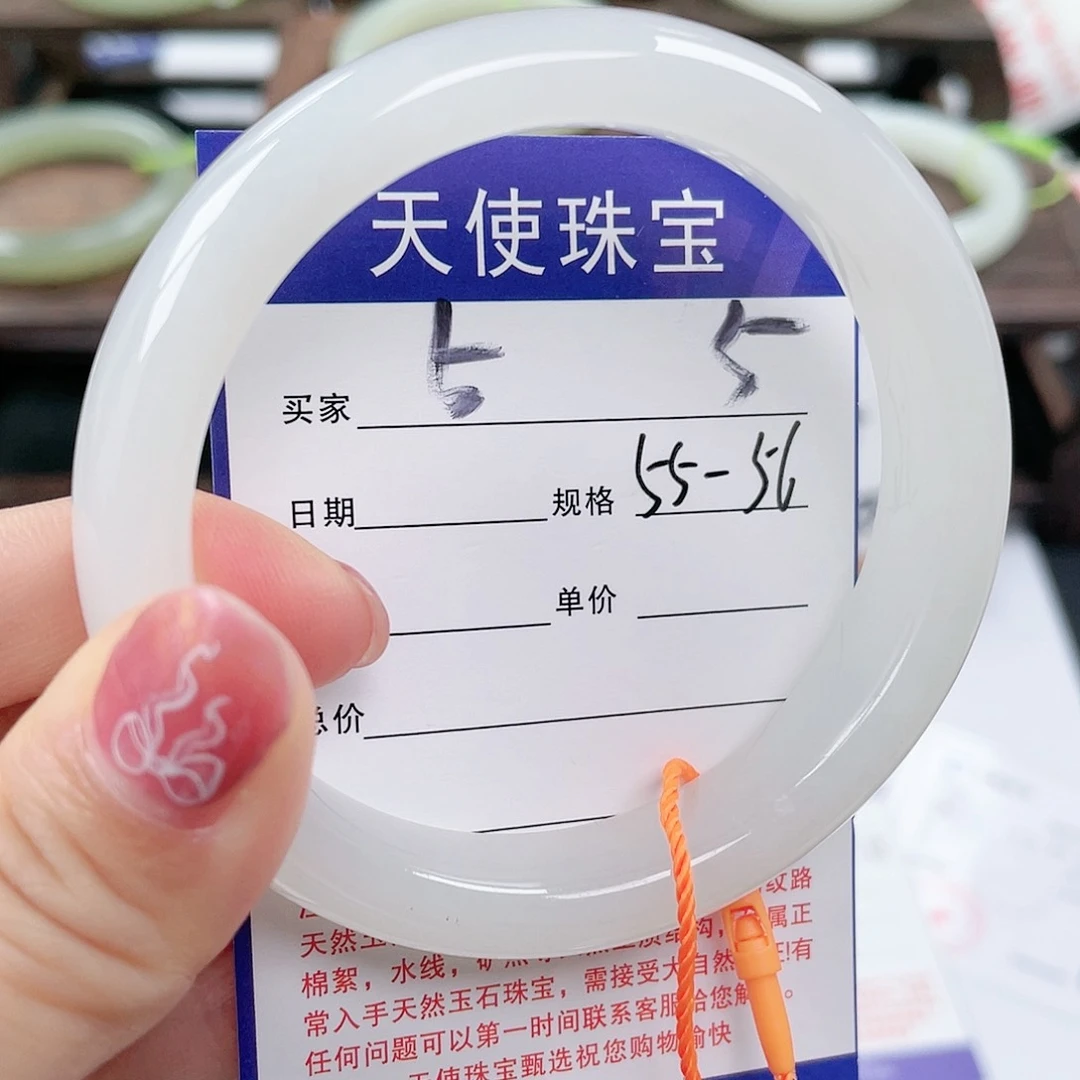 天使珠宝
5 5
买家
日期 规格 55-56
单价
总价
纹路
天然玉 属正
棉絮，水线， 有
常入手天然玉石珠宝，需接受大自然
任何问题可以第一时间联系客服给您解 。
天使珠宝甄选祝您购物愉快